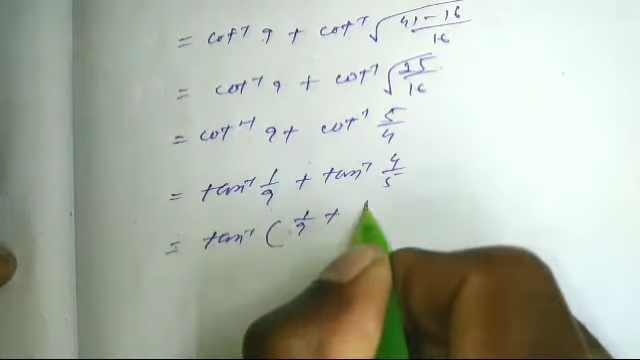 = cot⁻¹ 9 + cot⁻¹ √(41-16/16)
= cot⁻¹ 9 + cot⁻¹ √(25/16)
= cot⁻¹ 9 + cot⁻¹ 5/4
= tan⁻¹ 1/9 + tan⁻¹ 4/5
= tan⁻¹ ( 1/9 +